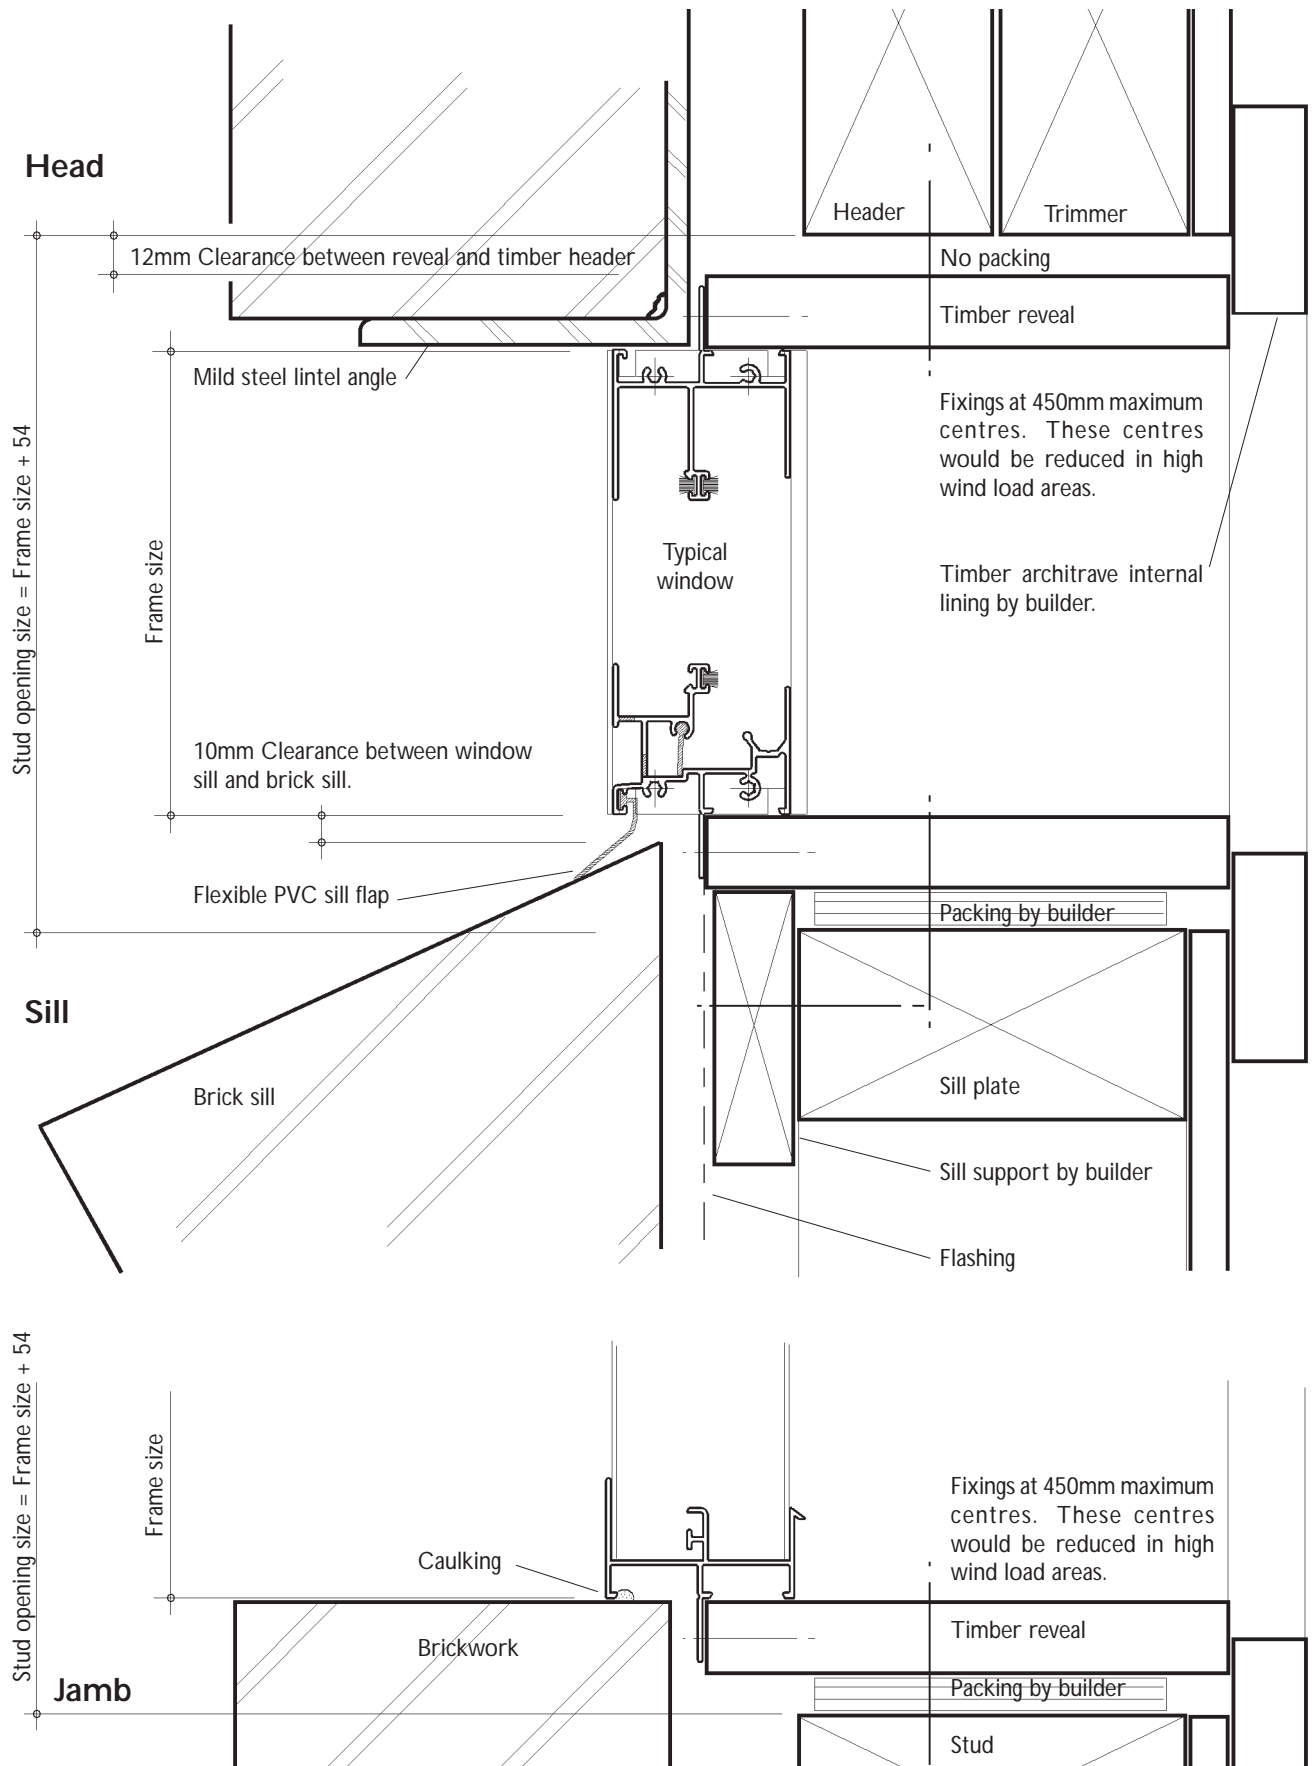 Head
Header
Trimmer
12mm Clearance between reveal and timber header
No packing
Timber reveal
Mild steel lintel angle
Fixings at 450mm maximum
centres. These centres
would be reduced in high
wind load areas.
Stud opening size = Frame size + 54
Frame size
Typical
window
Timber architrave internal
lining by builder.
10mm Clearance between window
sill and brick sill.
Flexible PVC sill flap
Packing by builder
Sill
Brick sill
Sill plate
Sill support by builder
Flashing
Stud opening size = Frame size + 54
Frame size
Fixings at 450mm maximum
centres. These centres
would be reduced in high
wind load areas.
Caulking
Brickwork
Timber reveal
Jamb
Packing by builder
Stud